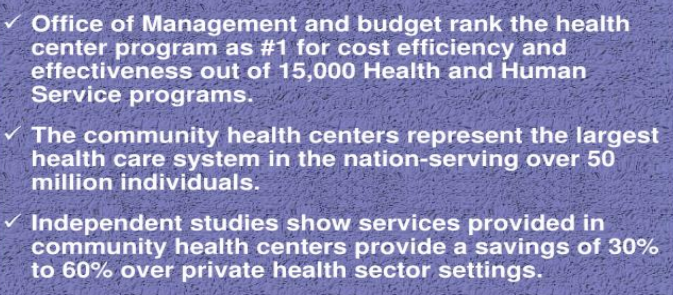 ✓ Office of Management and budget rank the health
center program as #1 for cost efficiency and
effectiveness out of 15,000 Health and Human
Service programs.
✓ The community health centers represent the largest
health care system in the nation-serving over 50
million individuals.
✓ Independent studies show services provided in
community health centers provide a savings of 30%
to 60% over private health sector settings.